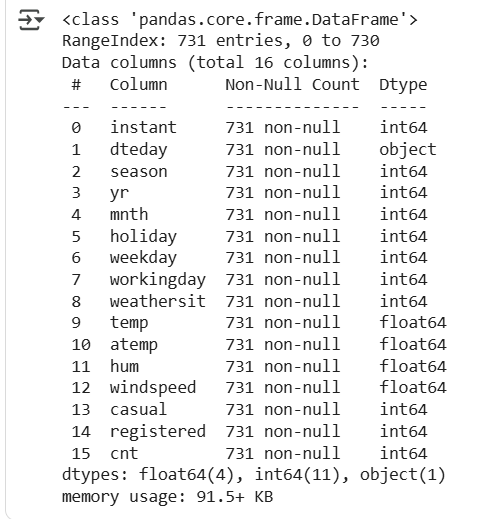 <class 'pandas.core.frame.DataFrame'>
RangeIndex: 731 entries, 0 to 730
Data columns (total 16 columns):
 #   Column      Non-Null Count  Dtype
---  ------      --------------  -----
 0   instant     731 non-null    int64
 1   dteday      731 non-null    object
 2   season      731 non-null    int64
 3   yr          731 non-null    int64
 4   mnth        731 non-null    int64
 5   holiday     731 non-null    int64
 6   weekday     731 non-null    int64
 7   workingday  731 non-null    int64
 8   weathersit  731 non-null    int64
 9   temp        731 non-null    float64
 10  atemp       731 non-null    float64
 11  hum         731 non-null    float64
 12  windspeed   731 non-null    float64
 13  casual      731 non-null    int64
 14  registered  731 non-null    int64
 15  cnt         731 non-null    int64
dtypes: float64(4), int64(11), object(1)
memory usage: 91.5+ KB